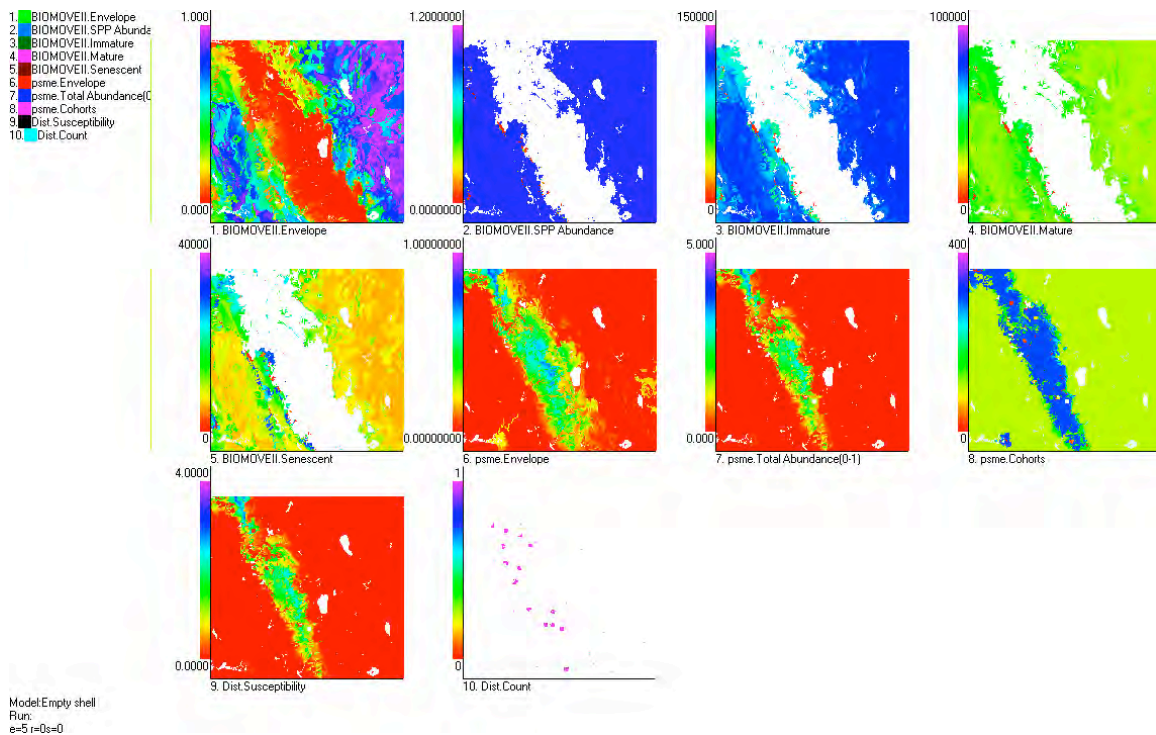 1. BIOMOVEII.Envelope
2. BIOMOVEII.SPP Abunda
3. BIOMOVEII.Immature
4. BIOMOVEII.Mature
5. BIOMOVEII.Senescent
6. psme.Envelope
7. psme.Total Abundance(0
8. psme.Cohorts
9. Dist.Susceptibility
10. Dist.Count
1.000
0.000
1. BIOMOVEII.Envelope
1.2000000
0.0000000
2. BIOMOVEII.SPP Abundance
150000
0
3. BIOMOVEII.Immature
100000
0
4. BIOMOVEII.Mature
40000
0
5. BIOMOVEII.Senescent
1.00000000
0.00000000
6. psme.Envelope
5.000
0.000
7. psme.Total Abundance(0-1)
400
0
8. psme.Cohorts
4.0000
0.0000
9. Dist.Susceptibility
1
0
10. Dist.Count
Model:Empty shell
Run:
e=5 r=0s=0